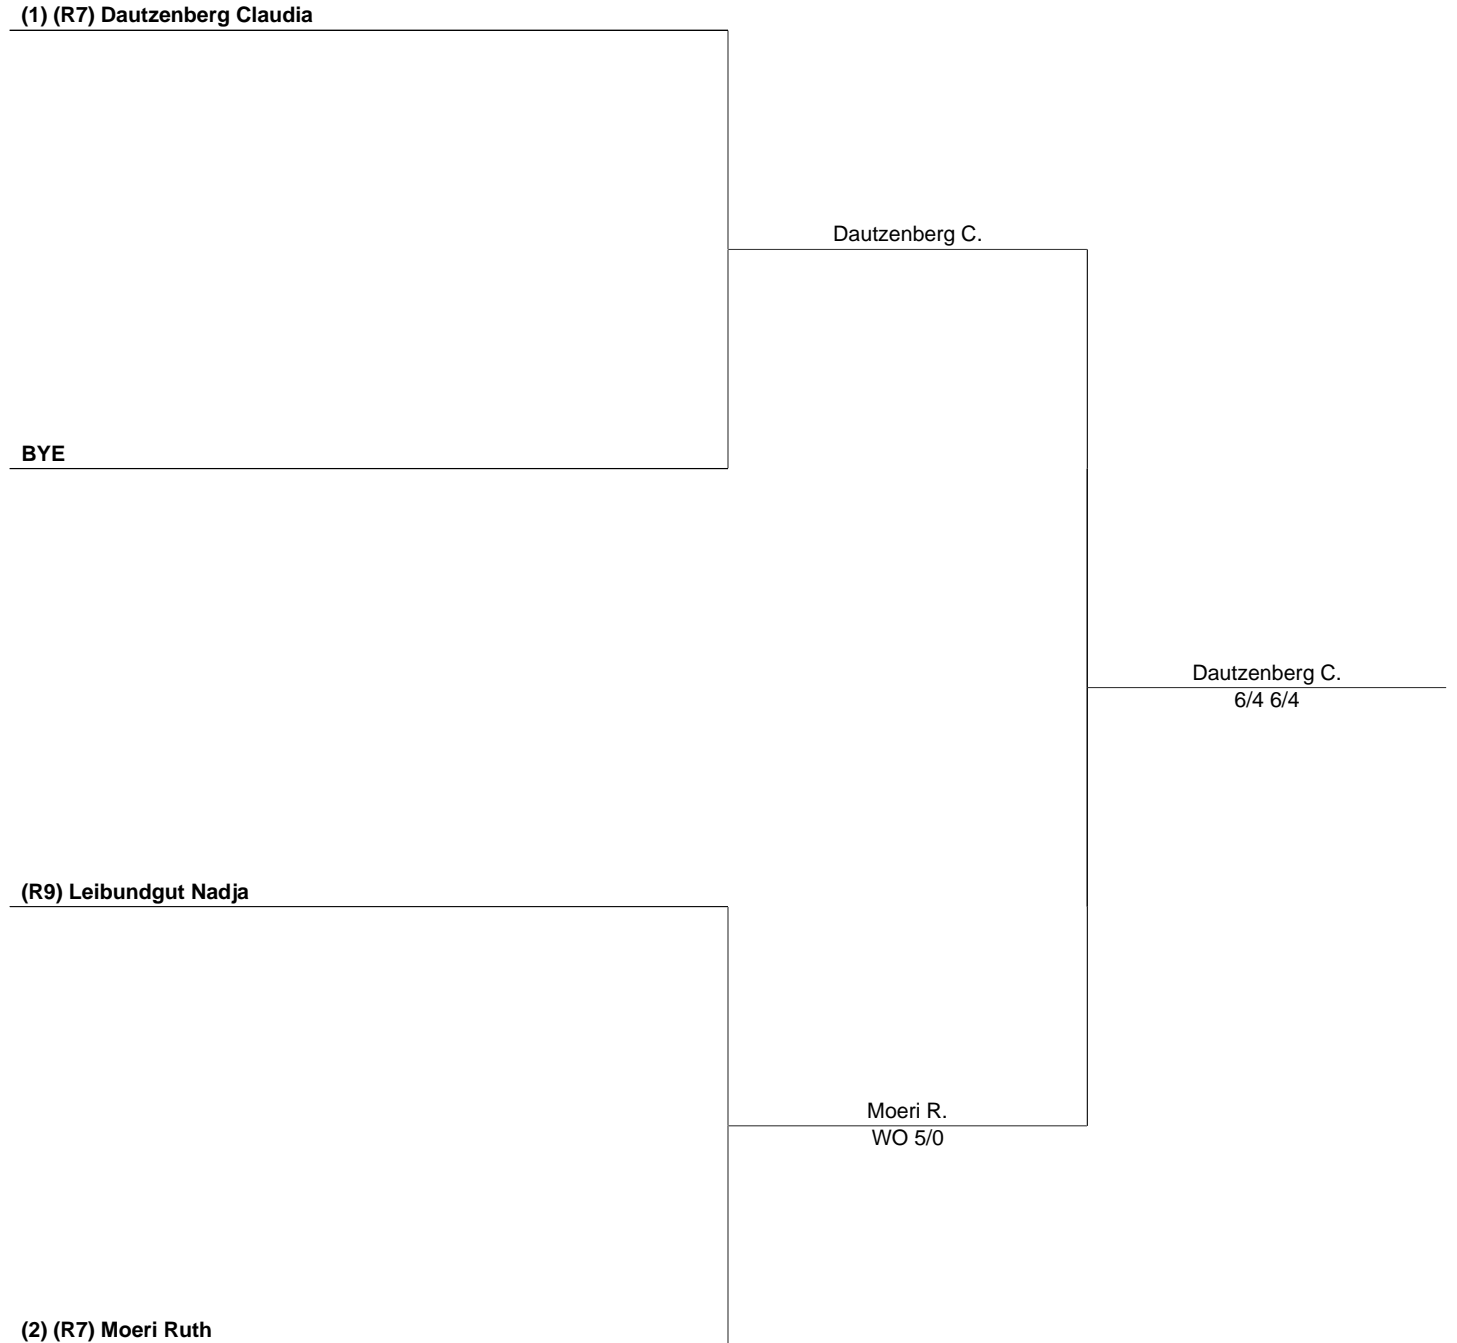 (1) (R7) Dautzenberg Claudia
Dautzenberg C.
BYE
Dautzenberg C.
6/4 6/4
(R9) Leibundgut Nadja
Moeri R.
WO 5/0
(2) (R7) Moeri Ruth